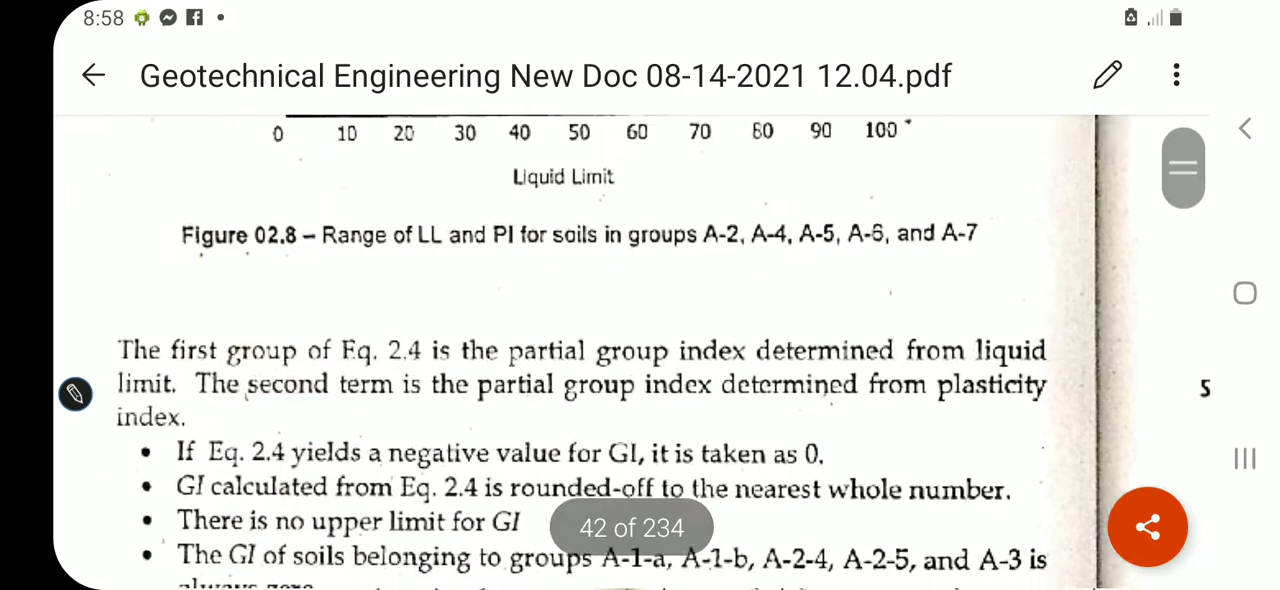 8:58
Geotechnical Engineering New Doc 08-14-2021 12.04.pdf
0 10 20 30 40 50 60 70 80 90 100
Liquid Limit
Figure 02.8 – Range of LL and PI for soils in groups A-2, A-4, A-5, A-6, and A-7
The first group of Eq. 2.4 is the partial group index determined from liquid
limit. The second term is the partial group index determined from plasticity
index.
• If Eq. 2.4 yields a negative value for GI, it is taken as 0.
• GI calculated from Eq. 2.4 is rounded-off to the nearest whole number.
• There is no upper limit for GI
42 of 234
• The GI of soils belonging to groups A-1-a, A-1-b, A-2-4, A-2-5, and A-3 is
always zero
5